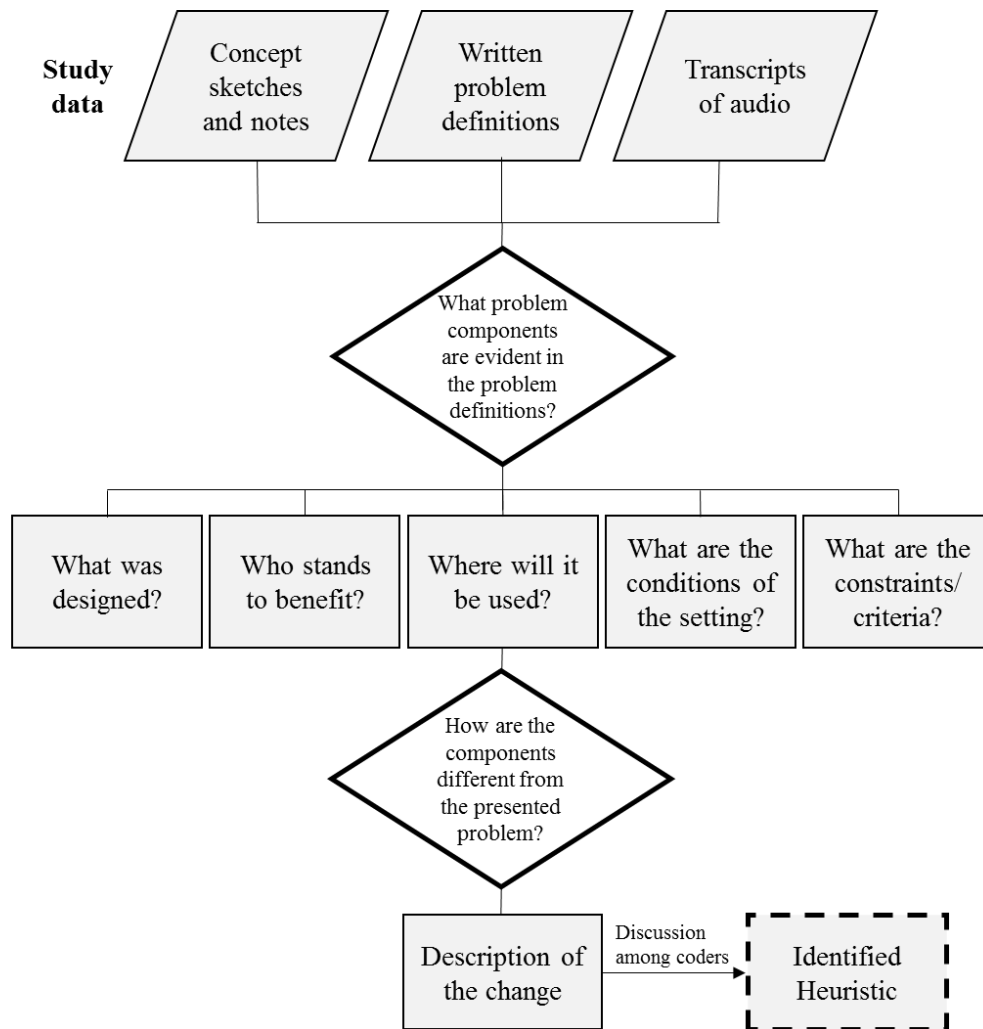 Study
data
Concept
sketches
and notes
Written
problem
definitions
Transcripts
of audio
What problem
components
are evident in
the problem
definitions?
What was
designed?
Who stands
to benefit?
Where will it
be used?
What are the
conditions of
the setting?
What are the
constraints/
criteria?
How are the
components
different from
the presented
problem?
Description of
the change
Discussion
among coders
Identified
Heuristic